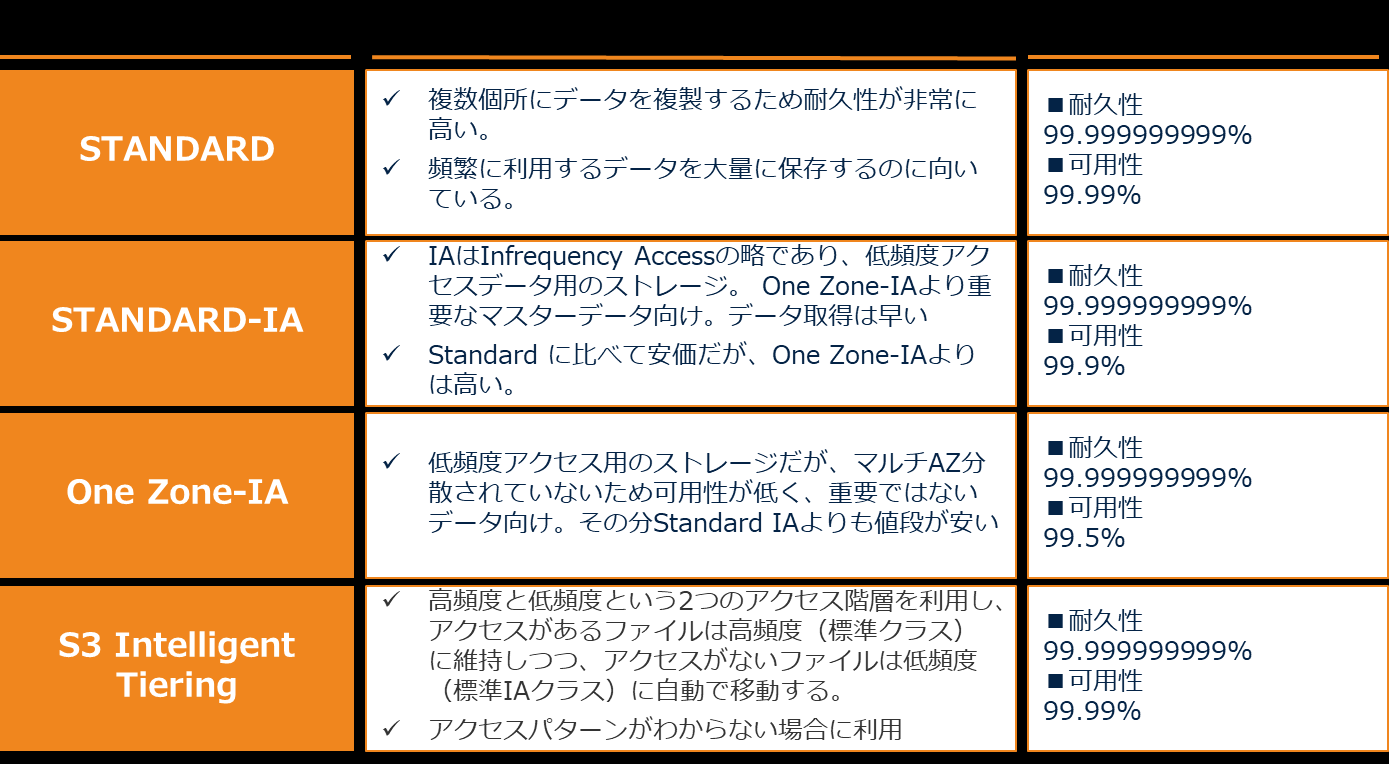 STANDARD
✓ 複数個所にデータを複製するため耐久性が非常に
高い。
✓ 頻繁に利用するデータを大量に保存するのに向い
ている。
■耐久性
99.999999999%
■可用性
99.99%
STANDARD-IA
✓ IAはInfrequency Accessの略であり、低頻度アク
セスデータ用のストレージ。 One Zone-IAより重
要なマスターデータ向け。データ取得は早い
✓ Standard に比べて安価だが、One Zone-IAより
は高い。
■耐久性
99.999999999%
■可用性
99.9%
One Zone-IA
✓ 低頻度アクセス用のストレージだが、マルチAZ分
散されていないため可用性が低く、重要ではない
データ向け。その分Standard IAよりも値段が安い
■耐久性
99.999999999%
■可用性
99.5%
S3 Intelligent
Tiering
✓ 高頻度と低頻度という2つのアクセス階層を利用し、
アクセスがあるファイルは高頻度（標準クラス）
に維持しつつ、アクセスがないファイルは低頻度
（標準IAクラス）に自動で移動する。
✓ アクセスパターンがわからない場合に利用
■耐久性
99.999999999%
■可用性
99.99%